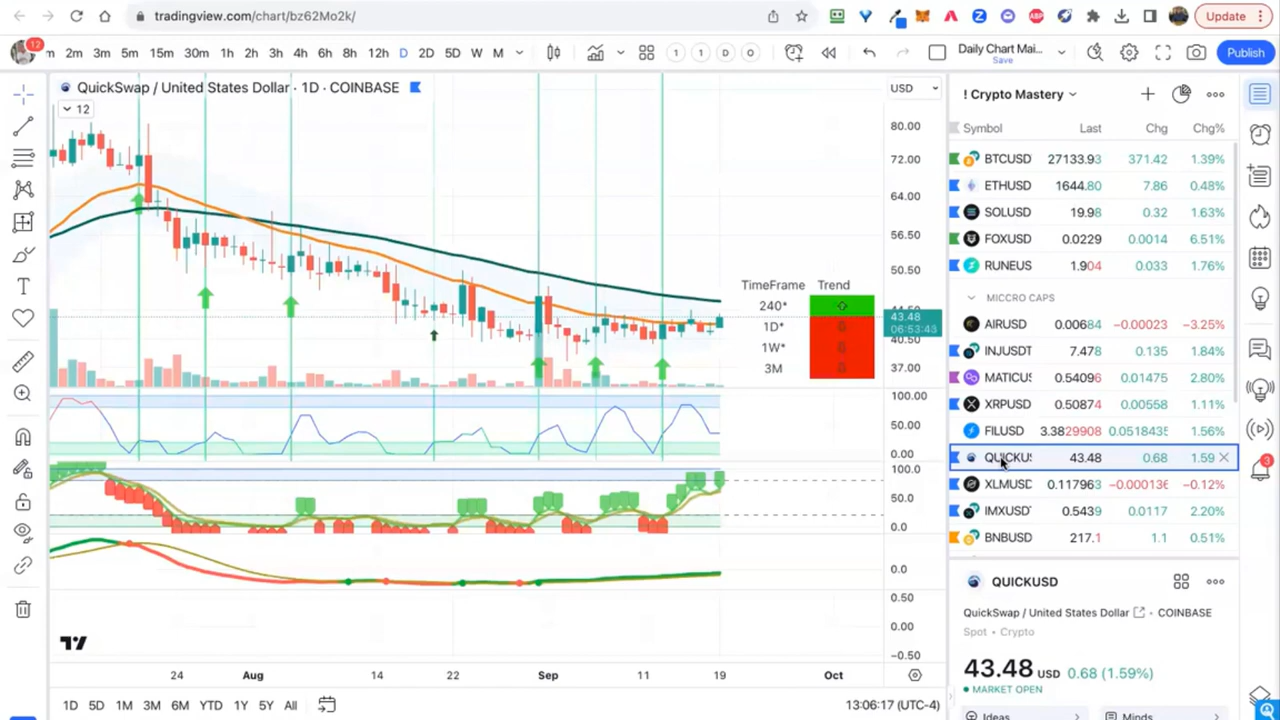 tradingview.com/chart/bz62Mo2k/
Update
12
2m 3m 5m 15m 30m 1h 2h 3h 4h 6h 8h 12h D 2D 5D W M
1 1 D O
Daily Chart Mai...
Save
Publish
QuickSwap / United States Dollar · 1D · COINBASE
12
USD
80.00
72.00
64.00
56.50
50.50
43.48
06:53:43
40.50
37.00
TimeFrame Trend
240*
1D*
1W*
3M
100.00
50.00
0.00
100.0
50.0
0.0
0.0
0.50
0.00
−0.50
24 Aug 14 22 Sep 11 19 Oct
1D 5D 1M 3M 6M YTD 1Y 5Y All
13:06:17 (UTC-4)
! Crypto Mastery
Symbol Last Chg Chg%
BTCUSD 27133.93 371.42 1.39%
ETHUSD 1644.80 7.86 0.48%
SOLUSD 19.98 0.32 1.63%
FOXUSD 0.0229 0.0014 6.51%
RUNEUS 1.904 0.033 1.76%
MICCRO CAPS
AIRUSD 0.00684 −0.00023 −3.25%
INJUSDT 7.478 0.135 1.84%
MATICUS 0.54096 0.01475 2.80%
XRPUSD 0.50874 0.00558 1.11%
FILUSD 3.3829908 0.0518435 1.56%
QUICKUS 43.48 0.68 1.59
XLMUSD 0.117963 −0.000136 −0.12%
IMXUSDT 0.5439 0.0117 2.20%
BNBUSD 217.1 1.1 0.51%
QUICKUSD
QuickSwap / United States Dollar · COINBASE
Spot • Crypto
43.48 USD 0.68 (1.59%)
MARKET OPEN
Ideas
Minds
3